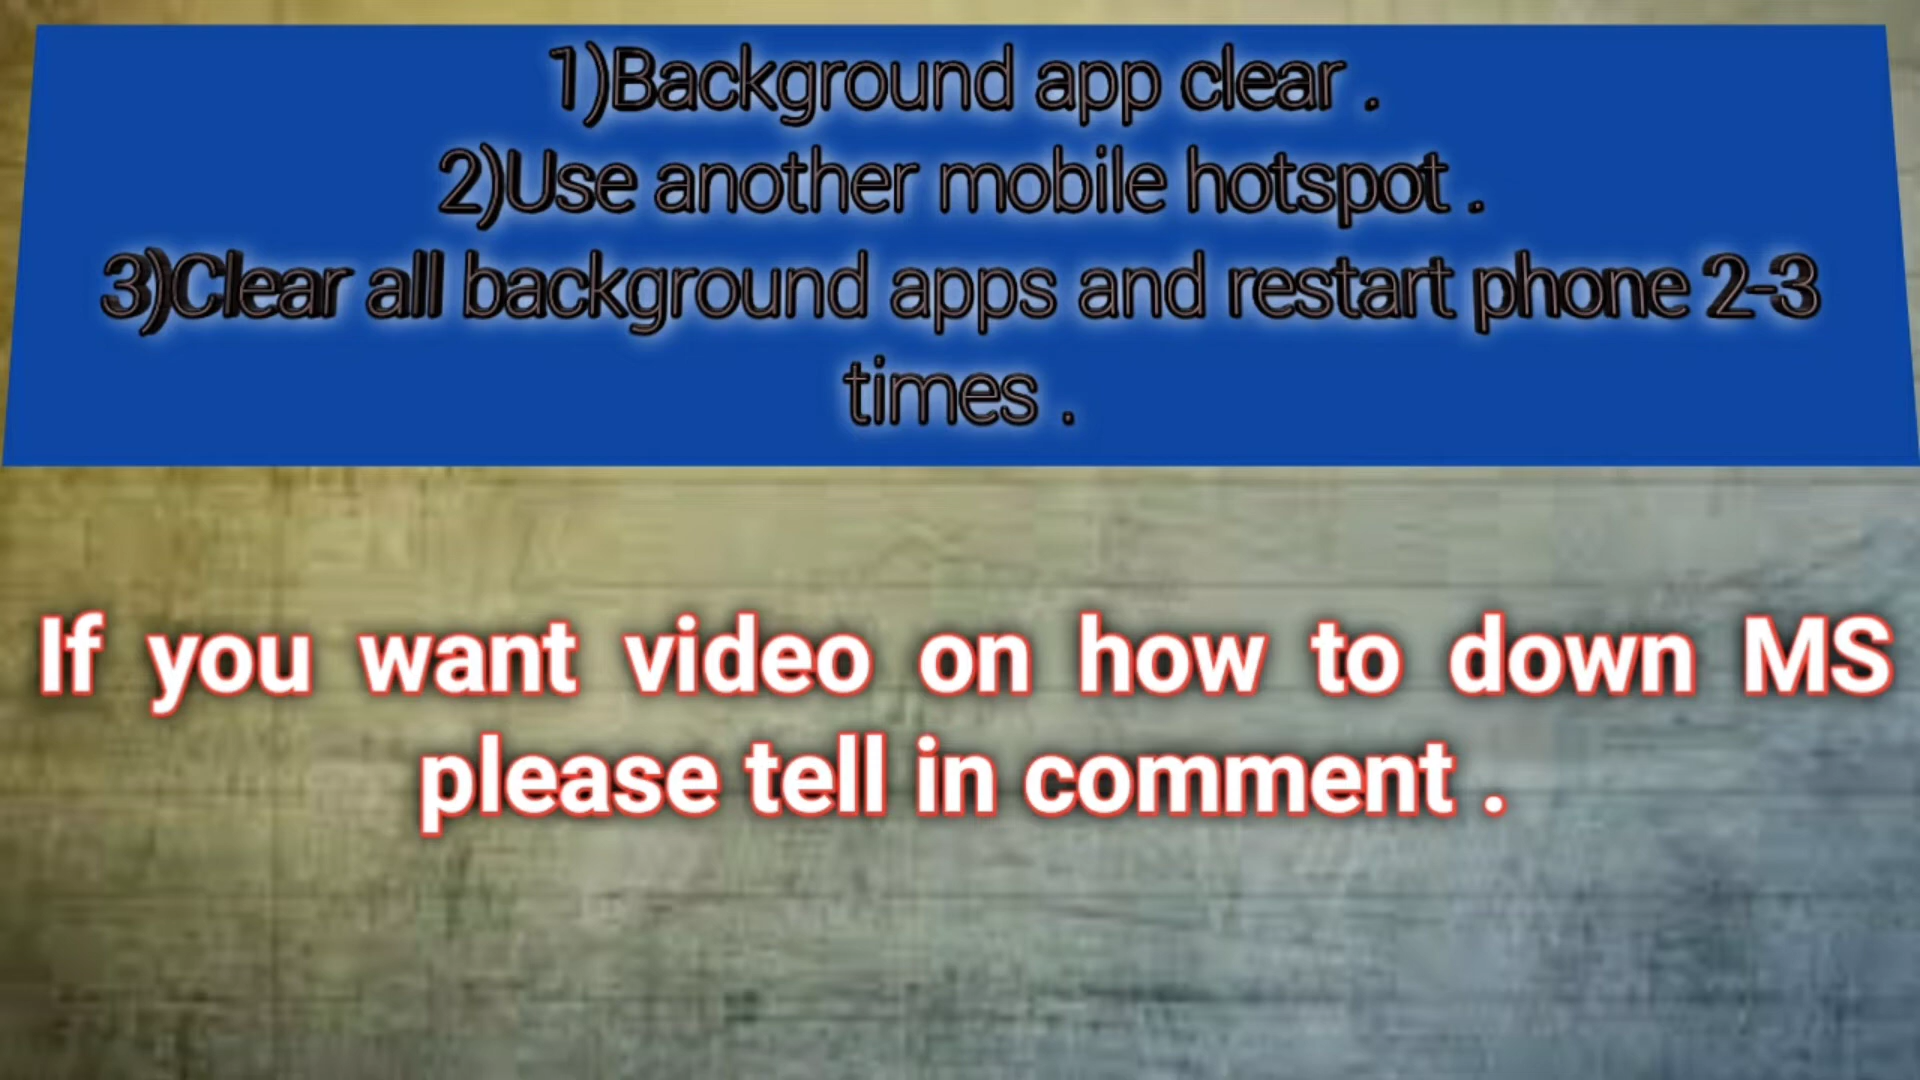 1)Background app clear .
2)Use another mobile hotspot .
3)Clear all background apps and restart phone 2-3
times .
If you want video on how to down MS
please tell in comment .